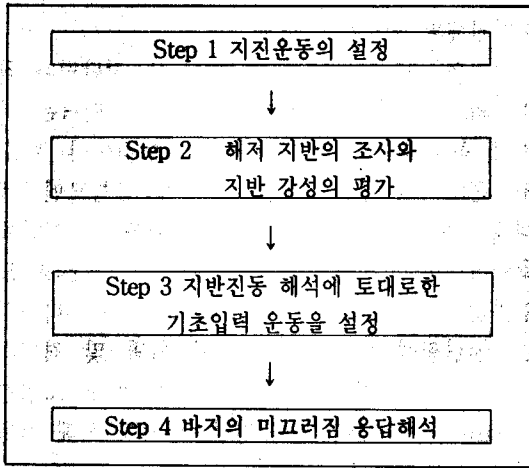 Step 1 지진운동의 설정
↓
Step 2 해저 지반의 조사와
지반 강성의 평가
↓
Step 3 지반진동 해석에 토대로한
기초입력 운동을 설정
↓
Step 4 바지의 미끄러짐 응답해석